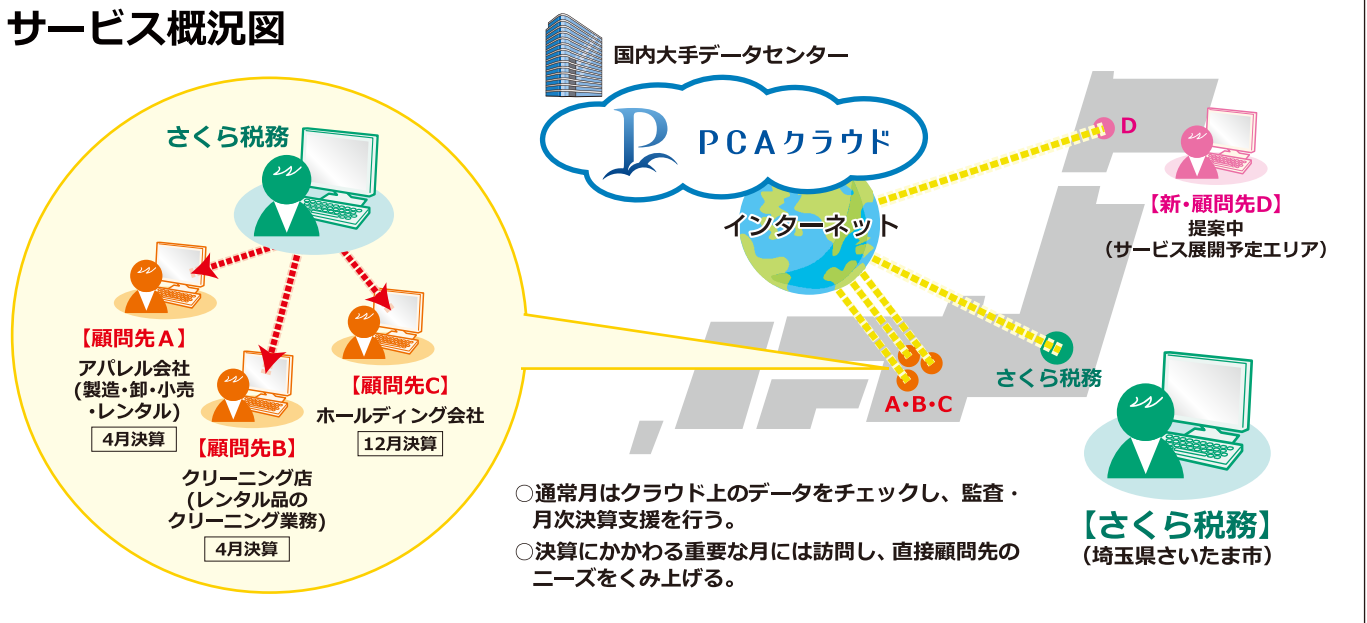 サービス概況図
国内大手データセンター
P PCAクラウド
インターネット
さくら税務
【顧問先A】
アパレル会社
(製造・卸・小売
・レンタル)
4月決算
【顧問先B】
クリーニング店
(レンタル品の
クリーニング業務)
4月決算
【顧問先C】
ホールディング会社
12月決算
D
【新・顧問先D】
提案中
(サービス展開予定エリア)
さくら税務
A・B・C
【さくら税務】
(埼玉県さいたま市)
○通常月はクラウド上のデータをチェックし、監査・
月次決算支援を行う。
○決算にかかわる重要な月には訪問し、直接顧問先の
ニーズをくみ上げる。